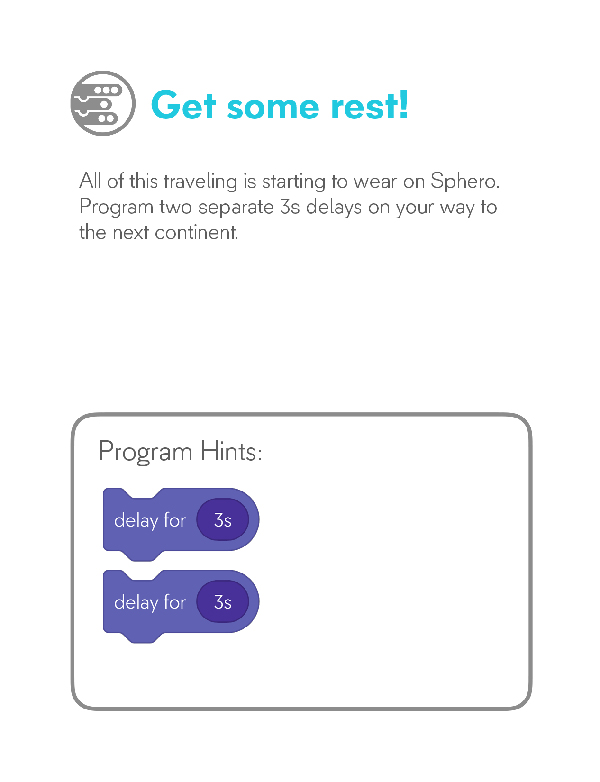 Get some rest!
All of this traveling is starting to wear on Sphero.
Program two separate 3s delays on your way to
the next continent.
Program Hints:
delay for 3s
delay for 3s